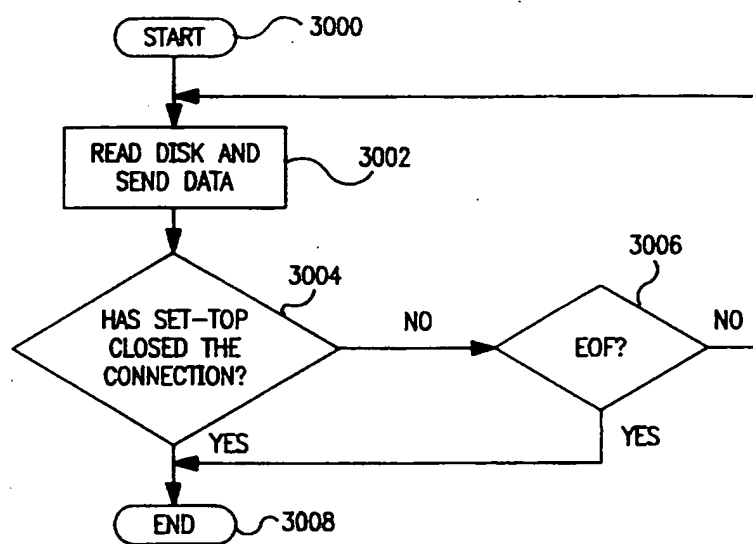 START
3000
READ DISK AND
SEND DATA
3002
HAS SET-TOP
CLOSED THE
CONNECTION?
3004
NO
EOF?
3006
NO
YES
YES
END
3008